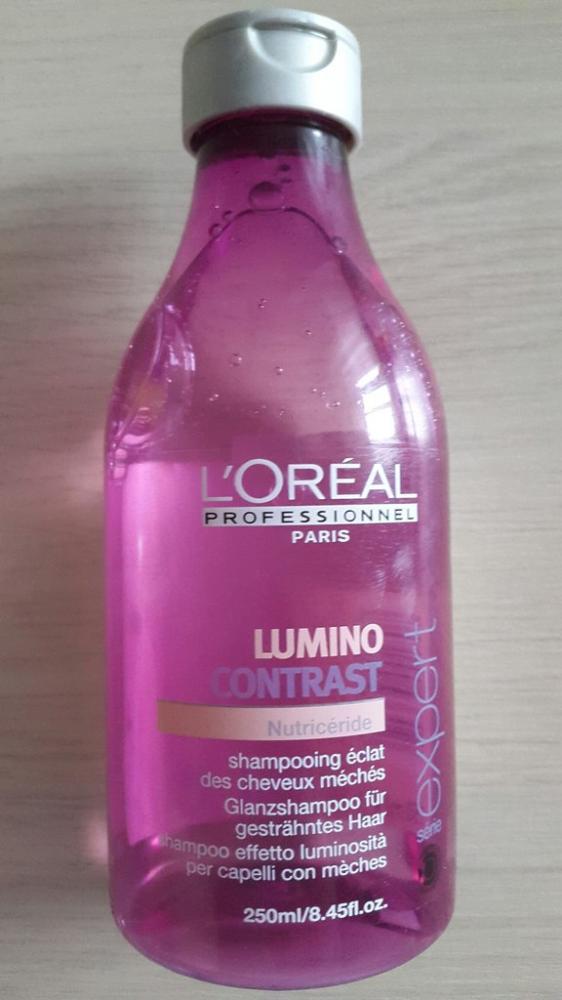 L'ORÉAL
PROFESSIONNEL
PARIS
LUMINO
CONTRAST
Nutricéride
shampooing éclat
des cheveux méchés
Glanzshampoo für
gesträhntes Haar
shampoo effetto luminosità
per capelli con mèches
250ml/8.45fl.oz.
série expert